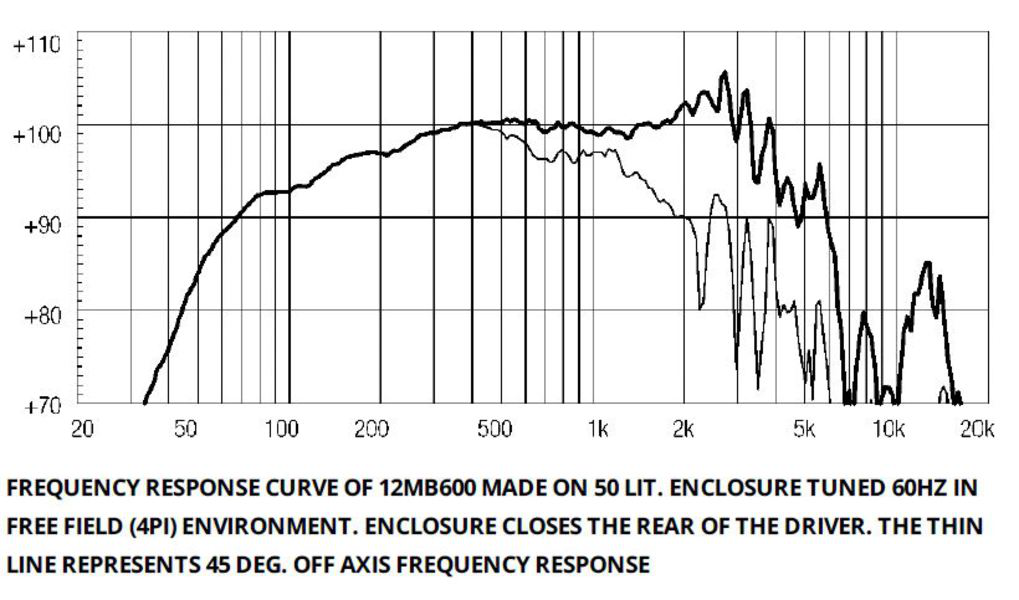 +110
+100
+90
+80
+70
20 50 100 200 500 1k 2k 5k 10k 20k
FREQUENCY RESPONSE CURVE OF 12MB600 MADE ON 50 LIT. ENCLOSURE TUNED 60HZ IN
FREE FIELD (4PI) ENVIRONMENT. ENCLOSURE CLOSES THE REAR OF THE DRIVER. THE THIN
LINE REPRESENTS 45 DEG. OFF AXIS FREQUENCY RESPONSE